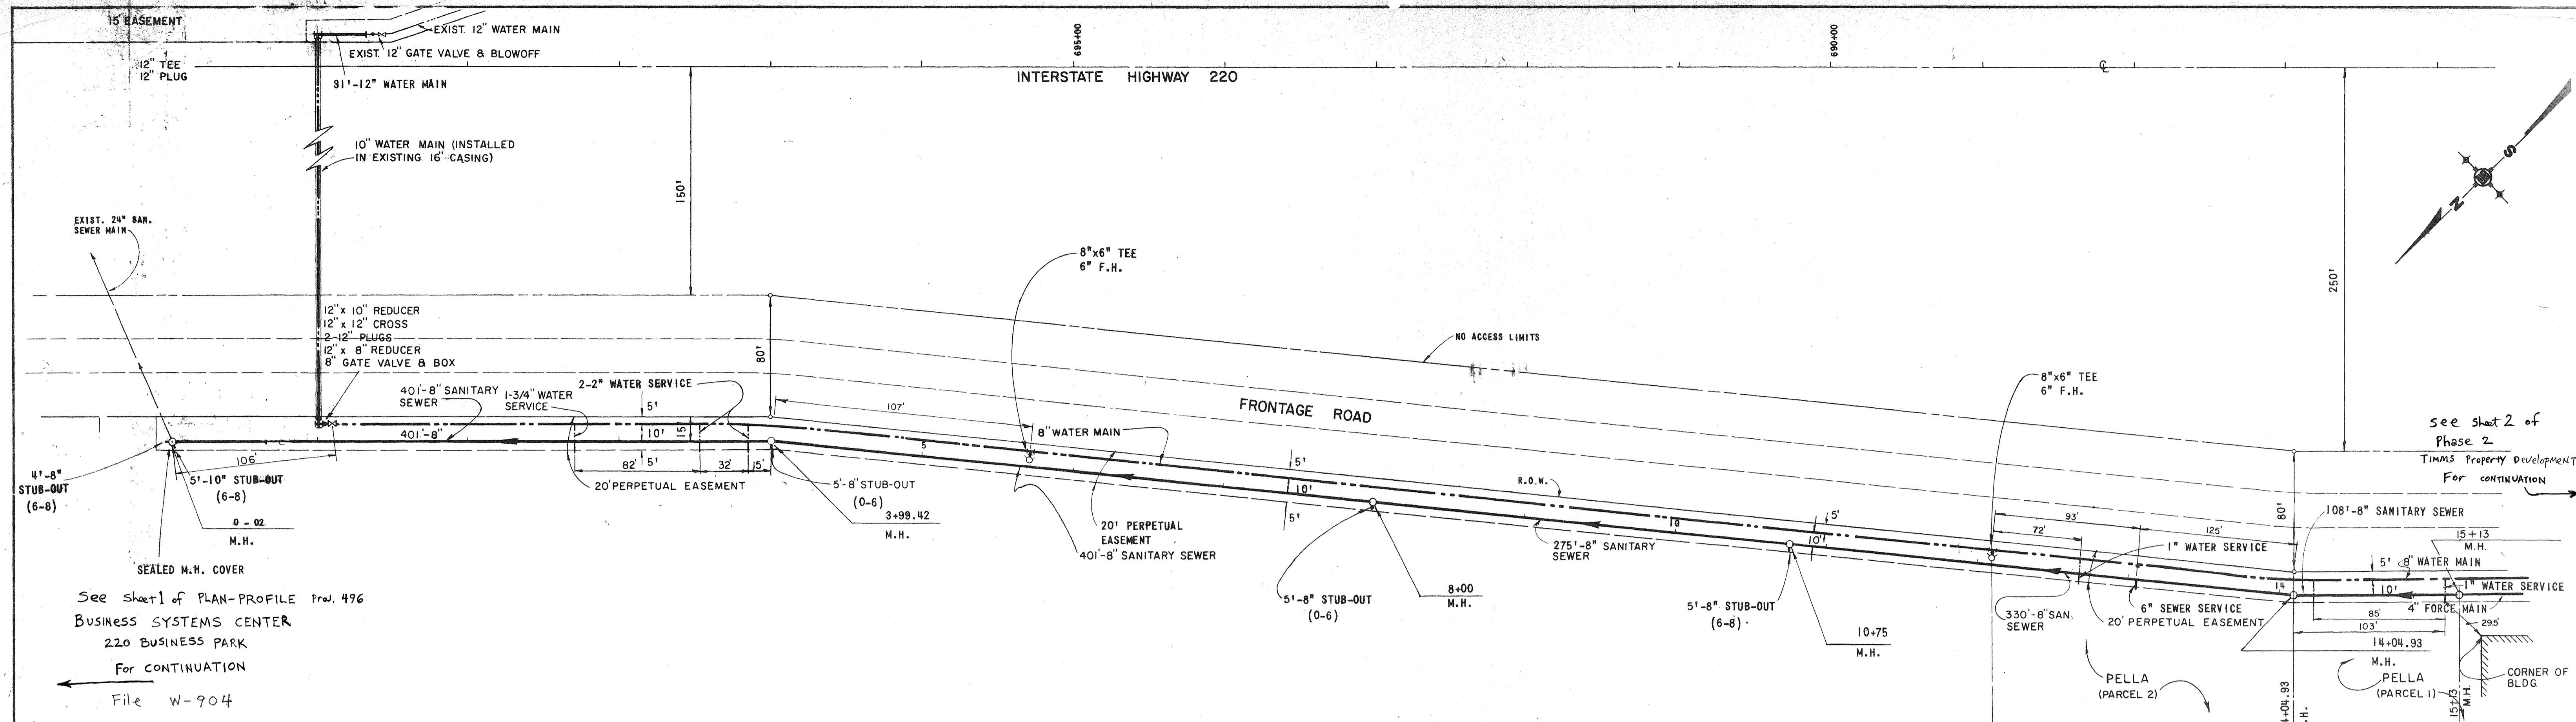 15' EASEMENT
EXIST. 12" WATER MAIN
EXIST. 12" GATE VALVE & BLOWOFF
12" TEE
12" PLUG
31'-12" WATER MAIN
695+00
690+00
INTERSTATE HIGHWAY 220
10" WATER MAIN (INSTALLED
IN EXISTING 16" CASING)
150'
250'
S
N
EXIST. 24" SAN.
SEWER MAIN
8"x6" TEE
6" F.H.
12" x 10" REDUCER
12" x 12" CROSS
2-12" PLUGS
12" x 8" REDUCER
8" GATE VALVE & BOX
80'
NO ACCESS LIMITS
401'-8" SANITARY
SEWER
1-3/4" WATER
SERVICE
2-2" WATER SERVICE
5'
107'
FRONTAGE ROAD
8"x6" TEE
6" F.H.
See sheet 2 of
Phase 2
TIMMS Property Development
For CONTINUATION
401'-8"
10'
15'
8" WATER MAIN
5
4'-8"
STUB-OUT
(6-8)
106'
5'-10" STUB-OUT
(6-8)
0-02
M.H.
82'
5'
32'
15'
20' PERPETUAL EASEMENT
5'-8" STUB-OUT
(0-6)
3+99.42
M.H.
20' PERPETUAL
EASEMENT
401'-8" SANITARY SEWER
5'
10'
5'
R.O.W.
275'-8" SANITARY
SEWER
10
5'
10'
93'
72'
125'
80'
1" WATER SERVICE
108'-8" SANITARY SEWER
15+13
M.H.
5'
8" WATER MAIN
1" WATER SERVICE
10'
4" FORCE MAIN
14
85'
103'
29.5'
SEALED M.H. COVER
See sheet 1 of PLAN-PROFILE Proj. 496
BUSINESS SYSTEMS CENTER
220 BUSINESS PARK
For CONTINUATION
File W-904
5'-8" STUB-OUT
(0-6)
8+00
M.H.
5'-8" STUB-OUT
(6-8)
10+75
M.H.
330'-8" SAN.
SEWER
6" SEWER SERVICE
20' PERPETUAL EASEMENT
14+04.93
M.H.
PELLA
(PARCEL 2)
PELLA
(PARCEL 1)
CORNER OF
BLDG.
15+13
M.H.